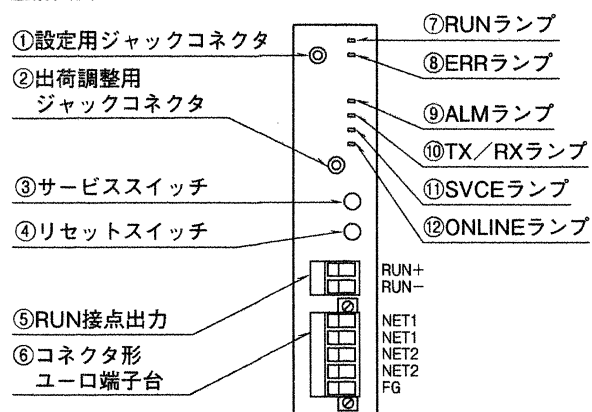 ①設定用ジャックコネクタ
②出荷調整用
ジャックコネクタ
③サービススイッチ
④リセットスイッチ
⑤RUN接点出力
⑥コネクタ形
ユーロ端子台
⑦RUNランプ
⑧ERRランプ
⑨ALMランプ
⑩TX／RXランプ
⑪SVCEランプ
⑫ONLINEランプ
RUN+
RUN−
NET1
NET1
NET2
NET2
FG